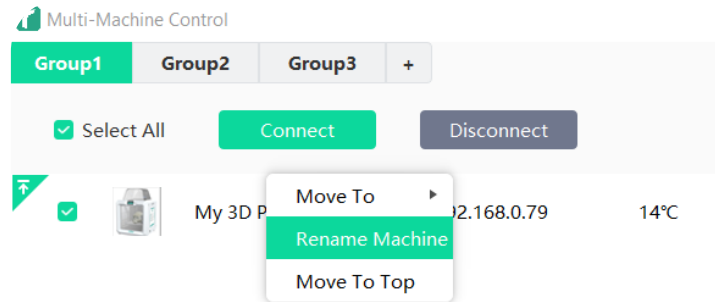 Multi-Machine Control
Group1 Group2 Group3 +
Select All Connect Disconnect
My 3D P 92.168.0.79 14℃
Move To
Rename Machine
Move To Top